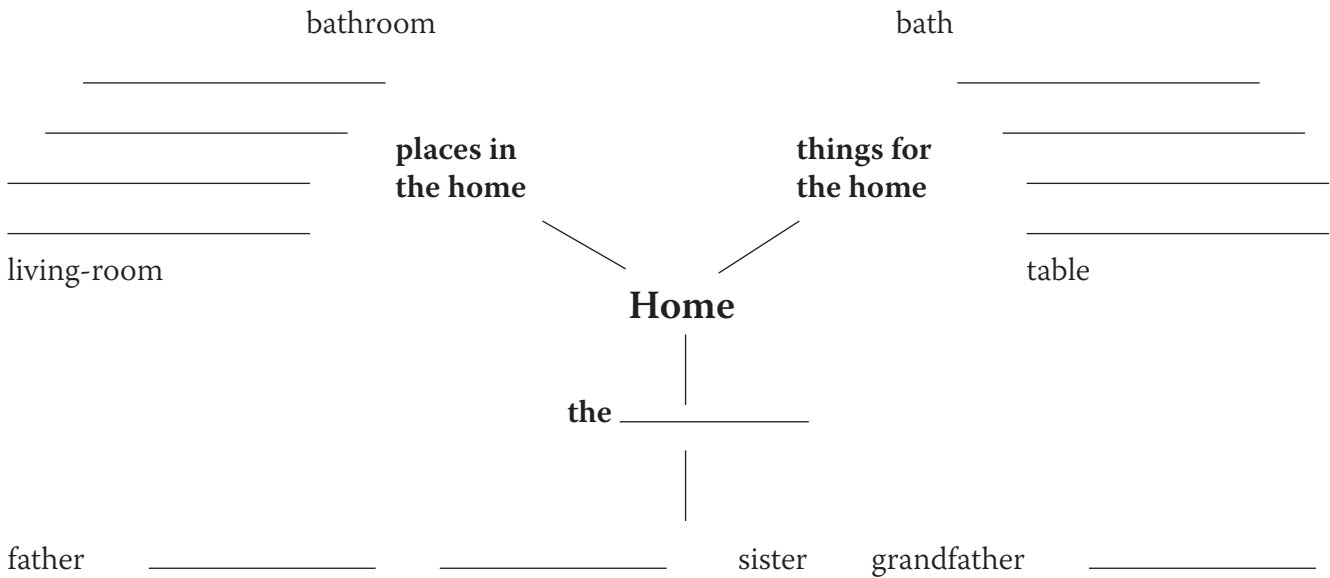 bathroom
bath
places in
the home
things for
the home
living-room
table
Home
the
father sister grandfather